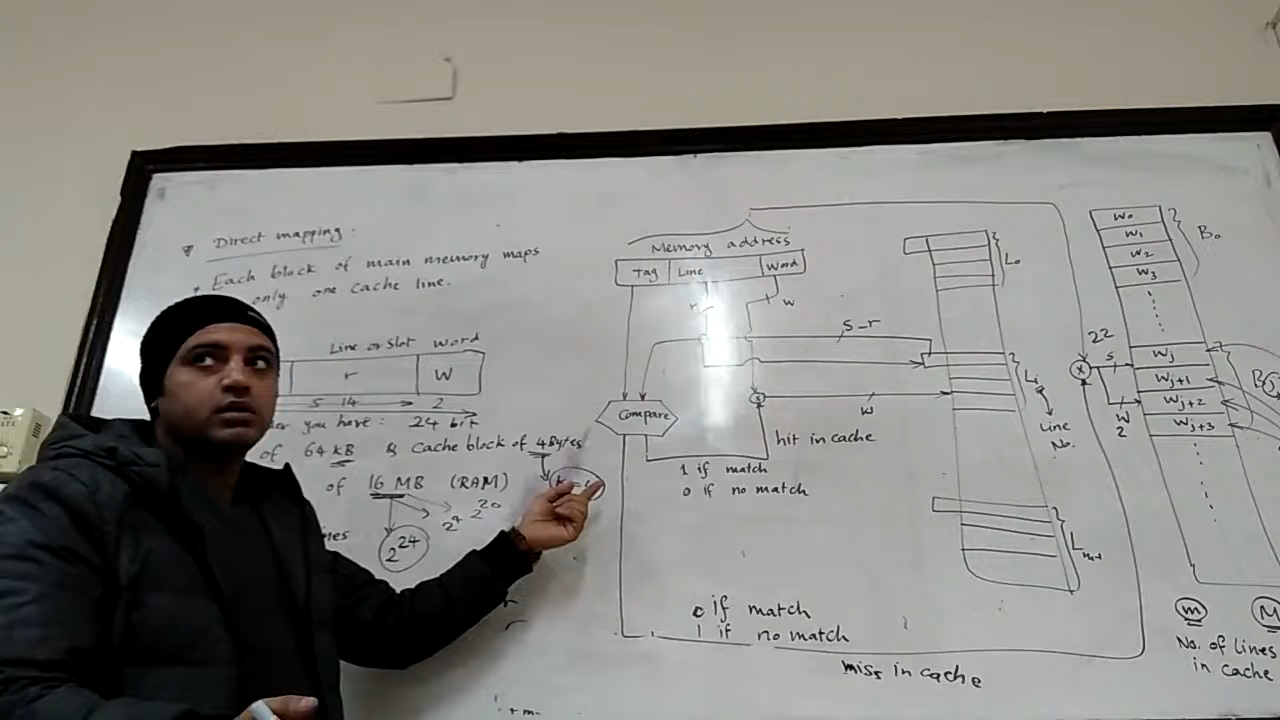 Direct mapping:
Each block of main memory maps
only one cache line.
Line or Slot Word
r W
14 2
you have: 24 bit
of 64 kB & Cache block of 4Bytes
of 16 MB (RAM)
2^4 2^20
2^24
Memory address
Tag Line Word
r w
s-r
Compare
w
hit in cache
1 if match
0 if no match
0 if match
1 if no match
miss in cache
L0
Li
Line
No.
22
s
W
2
W0
W1
W2
W3
B0
Wj
Wj+1
Wj+2
Wj+3
m M
No. of lines
in cache